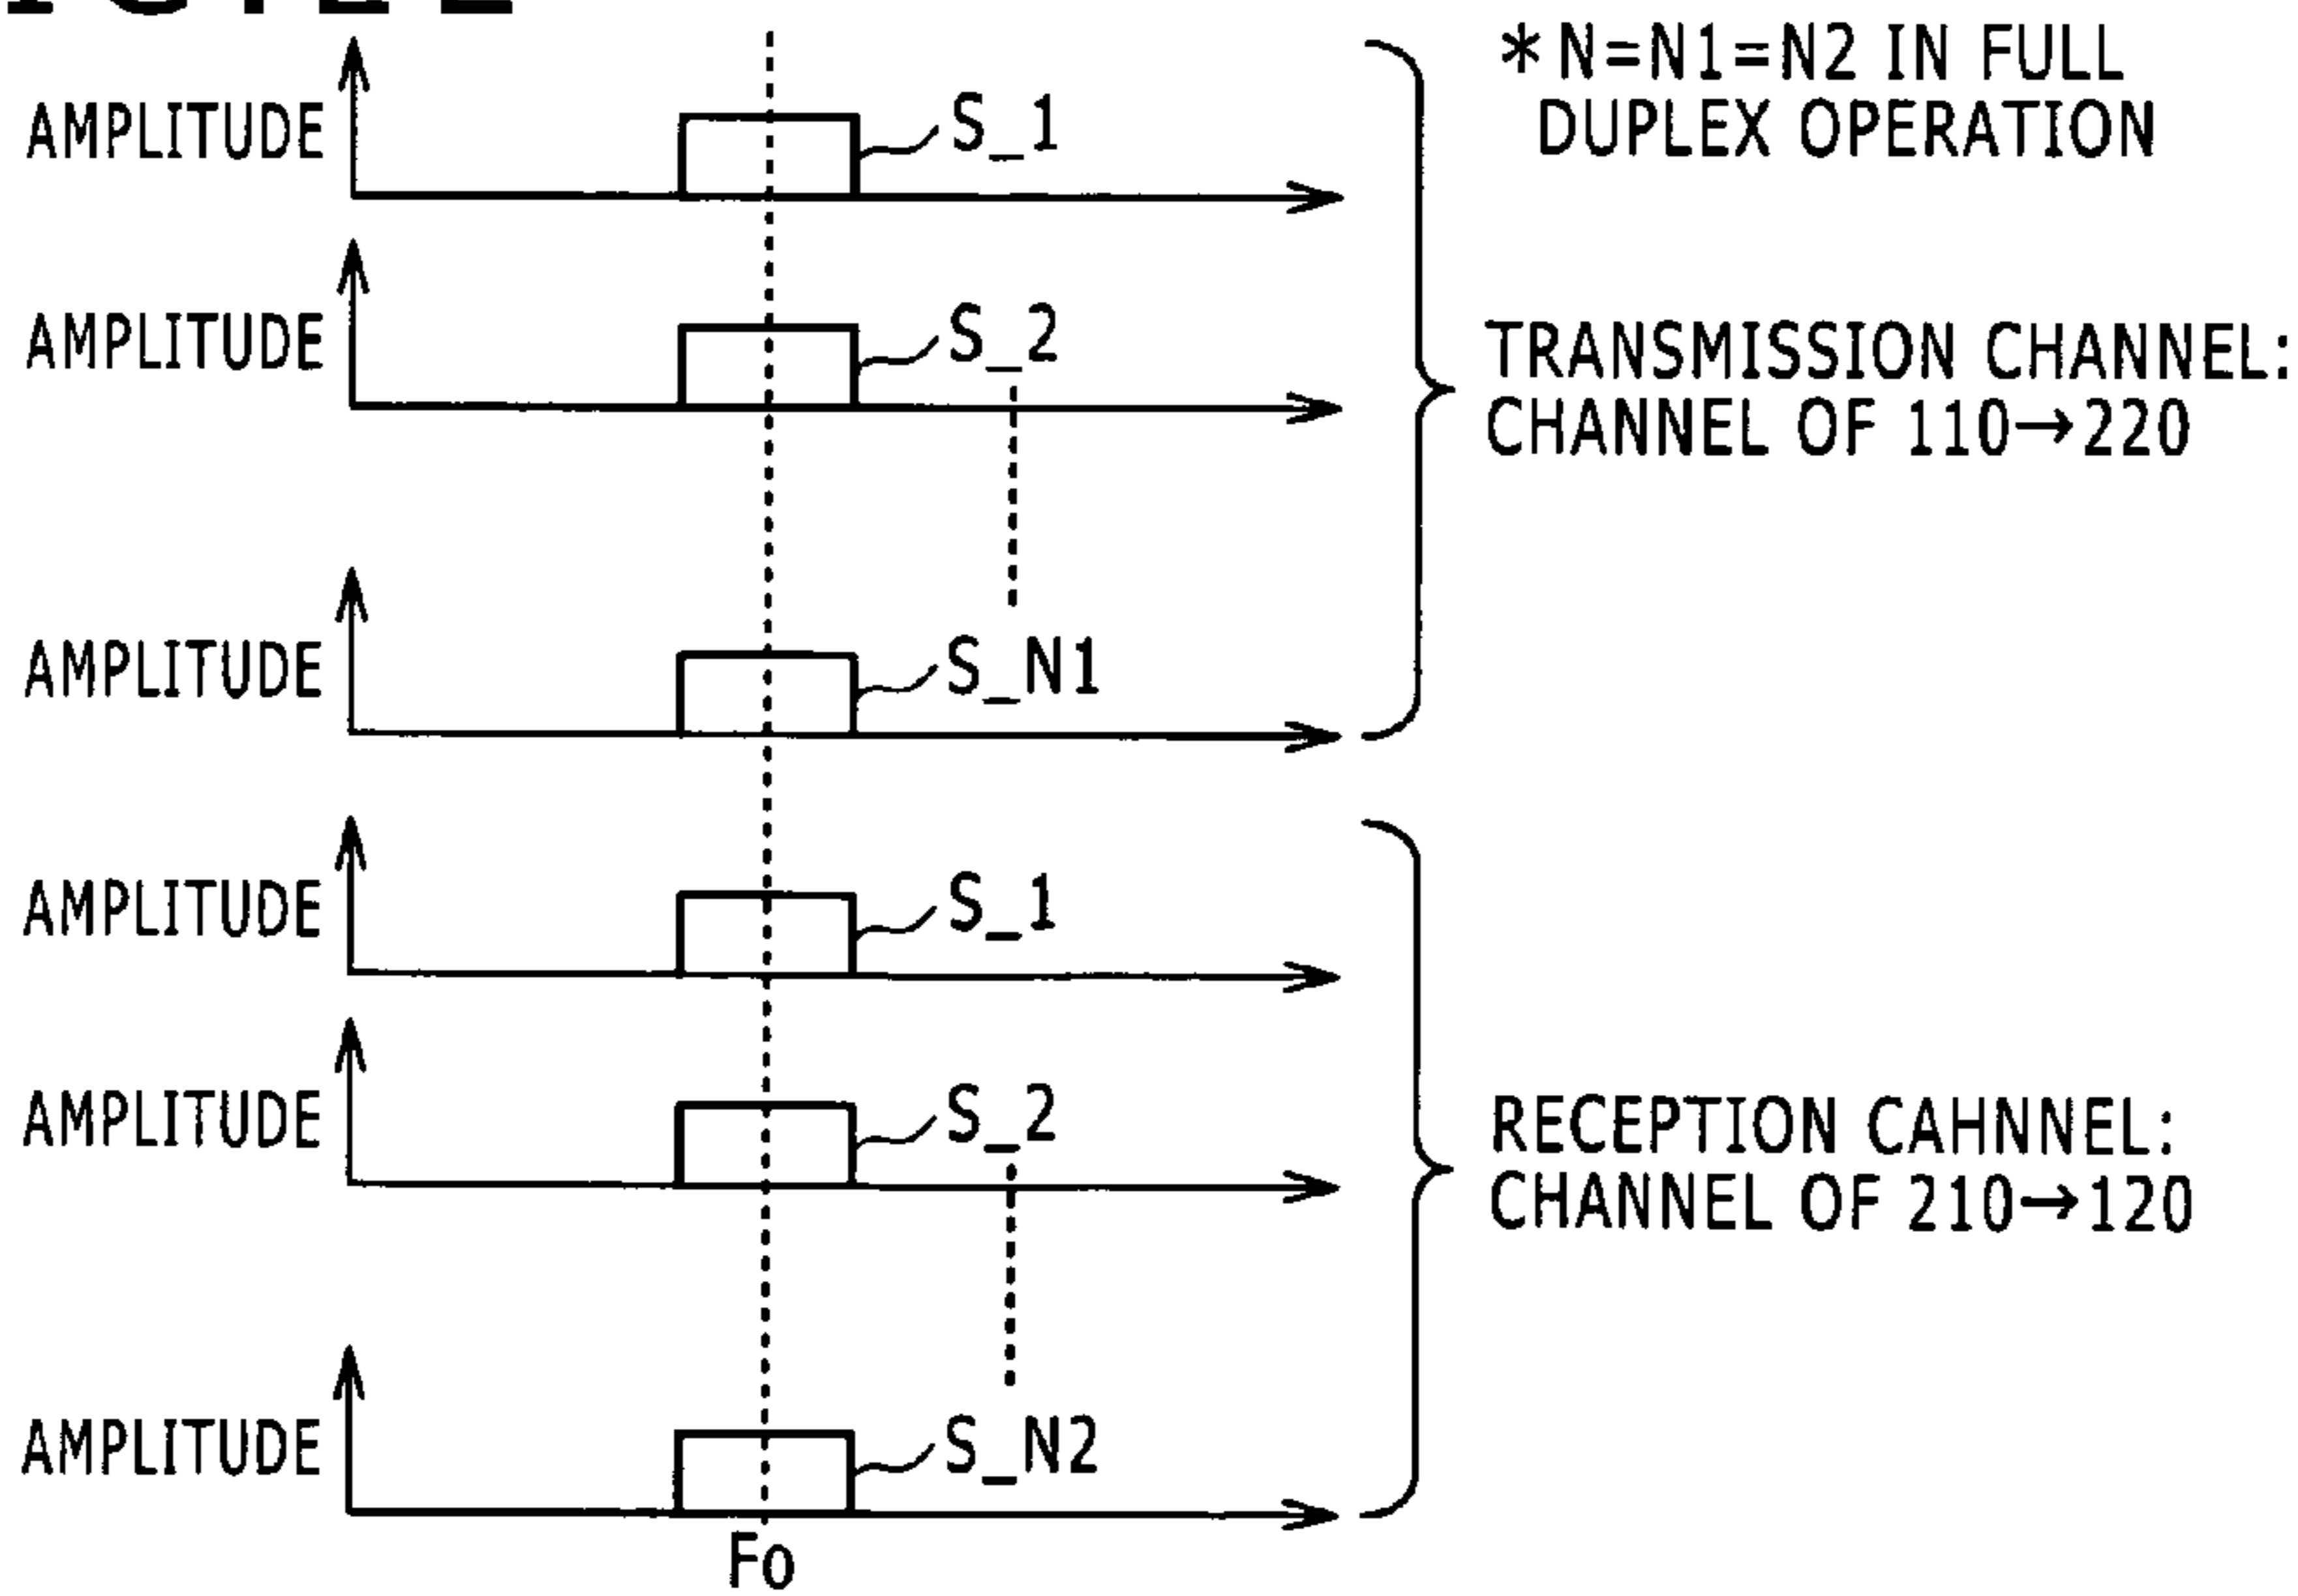 * N=N1=N2 IN FULL
DUPLEX OPERATION
AMPLITUDE
S_1
AMPLITUDE
S_2
TRANSMISSION CHANNEL:
CHANNEL OF 110→220
AMPLITUDE
S_N1
AMPLITUDE
S_1
AMPLITUDE
S_2
RECEPTION CAHNNEL:
CHANNEL OF 210→120
AMPLITUDE
S_N2
Fo